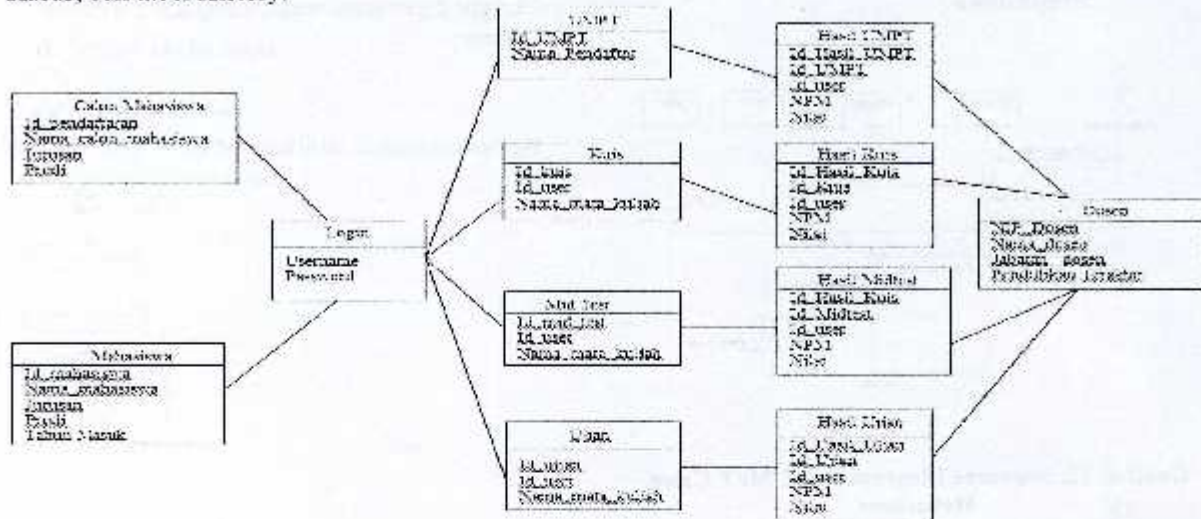 UMPT
Id_UMPT
Nama_Pendaftar
Hasil UMPT
Id_Hasil_UMPT
Id_UMPT
Id_user
NPM
Nilai
Calon Mahasiswa
Id_pendaftaran
Nama_calon_mahasiswa
Jurusan
Prodi
Kuis
Id_kuis
Id_user
Nama_mata_kuliah
Hasil Kuis
Id_Hasil_Kuis
Id_Kuis
Id_user
NPM
Nilai
Login
Username
Password
Dosen
NIP_Dosen
Nama_dosen
Jabatan_dosen
Pendidikan Terakhir
Mid Test
Id_mid_test
Id_user
Nama_mata_kuliah
Hasil Midtest
Id_Hasil_Kuis
Id_Midtest
Id_user
NPM
Nilai
Mahasiswa
Id_mahasiswa
Nama_mahasiswa
Jurusan
Prodi
Tahun Masuk
Ujian
Id_ujian
Id_user
Nama_mata_kuliah
Hasil Ujian
Id_Hasil_Ujian
Id_Ujian
Id_user
NPM
Nilai